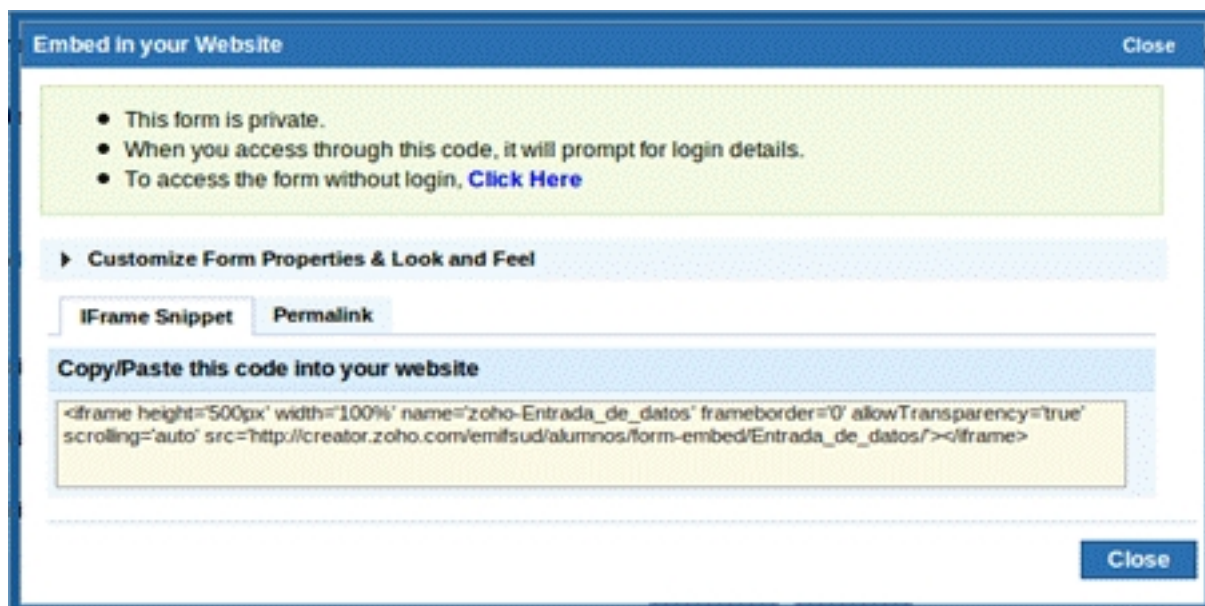 Embed in your Website
Close
This form is private.
When you access through this code, it will prompt for login details.
To access the form without login, Click Here
Customize Form Properties & Look and Feel
IFrame Snippet Permalink
Copy/Paste this code into your website
<iframe height='500px' width='100%' name='zoho-Entrada_de_datos' frameborder='0' allowTransparency='true'
scrolling='auto' src='http://creator.zoho.com/emifsud/alumnos/form-embed/Entrada_de_datos/'></iframe>
Close